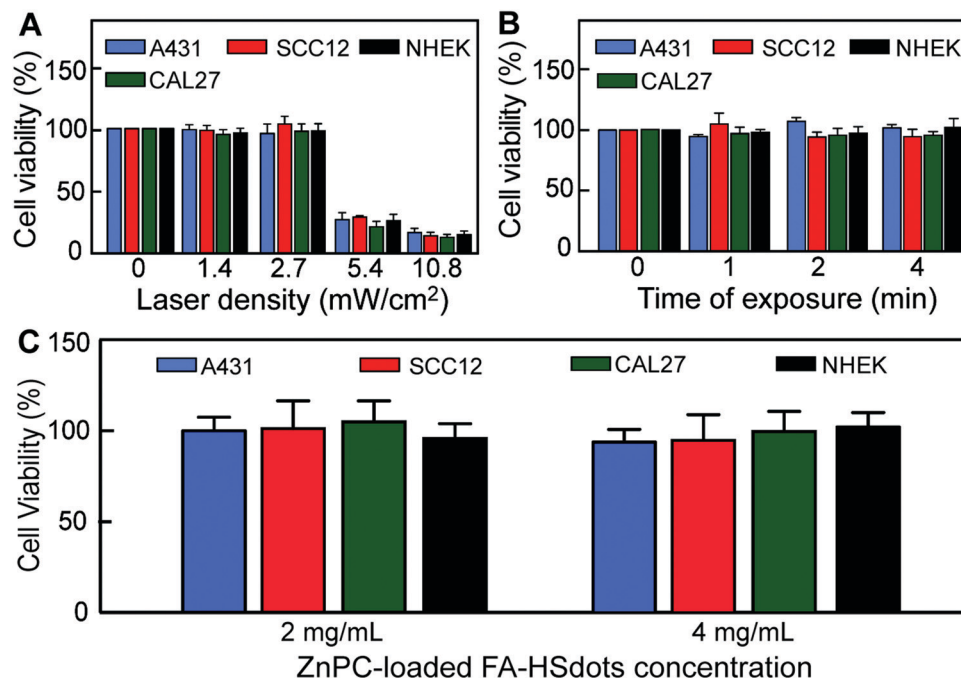 A
A431 SCC12 NHEK
CAL27
150
100
50
0
Cell viability (%)
0 1.4 2.7 5.4 10.8
Laser density (mW/cm²)
B
A431 SCC12 NHEK
CAL27
150
100
50
0
Cell viability (%)
0 1 2 4
Time of exposure (min)
C
A431 SCC12 CAL27 NHEK
150
100
50
0
Cell Viability (%)
2 mg/mL 4 mg/mL
ZnPC-loaded FA-HSdots concentration